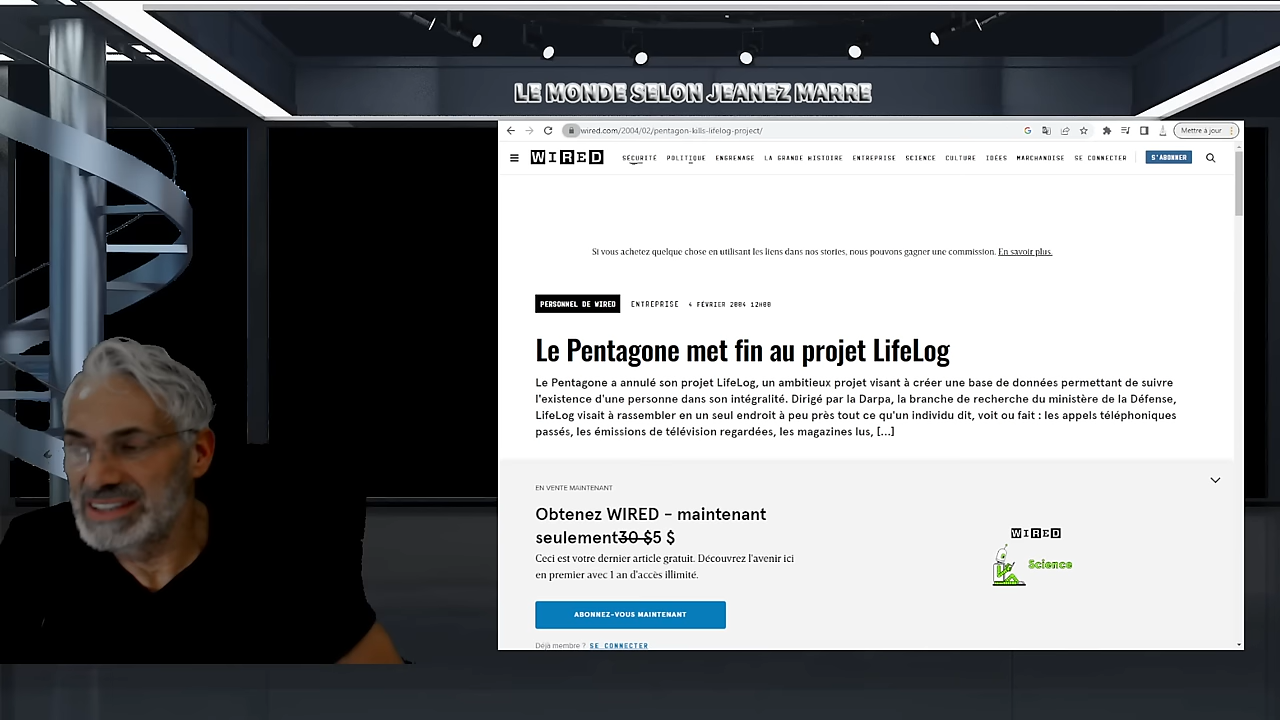 LE MONDE SELON JEANEZ MARRE
wired.com/2004/02/pentagon-kills-lifelog-project/
Mettre à jour
WIRED SÉCURITÉ POLITIQUE ENGRENAGE LA GRANDE HISTOIRE ENTREPRISE SCIENCE CULTURE IDÉES MARCHANDISE SE CONNECTER S'ABONNER
Si vous achetez quelque chose en utilisant les liens dans nos stories, nous pouvons gagner une commission. En savoir plus.
PERSONNEL DE WIRED ENTREPRISE 4 FÉVRIER 2004 12H00
Le Pentagone met fin au projet LifeLog
Le Pentagone a annulé son projet LifeLog, un ambitieux projet visant à créer une base de données permettant de suivre
l'existence d'une personne dans son intégralité. Dirigé par la Darpa, la branche de recherche du ministère de la Défense,
LifeLog visait à rassembler en un seul endroit à peu près tout ce qu'un individu dit, voit ou fait : les appels téléphoniques
passés, les émissions de télévision regardées, les magazines lus, [...]
EN VENTE MAINTENANT
Obtenez WIRED - maintenant
seulement30 $5 $
Ceci est votre dernier article gratuit. Découvrez l'avenir ici
en premier avec 1 an d'accès illimité.
ABONNEZ-VOUS MAINTENANT
Déjà membre ? SE CONNECTER
WIRED
Science